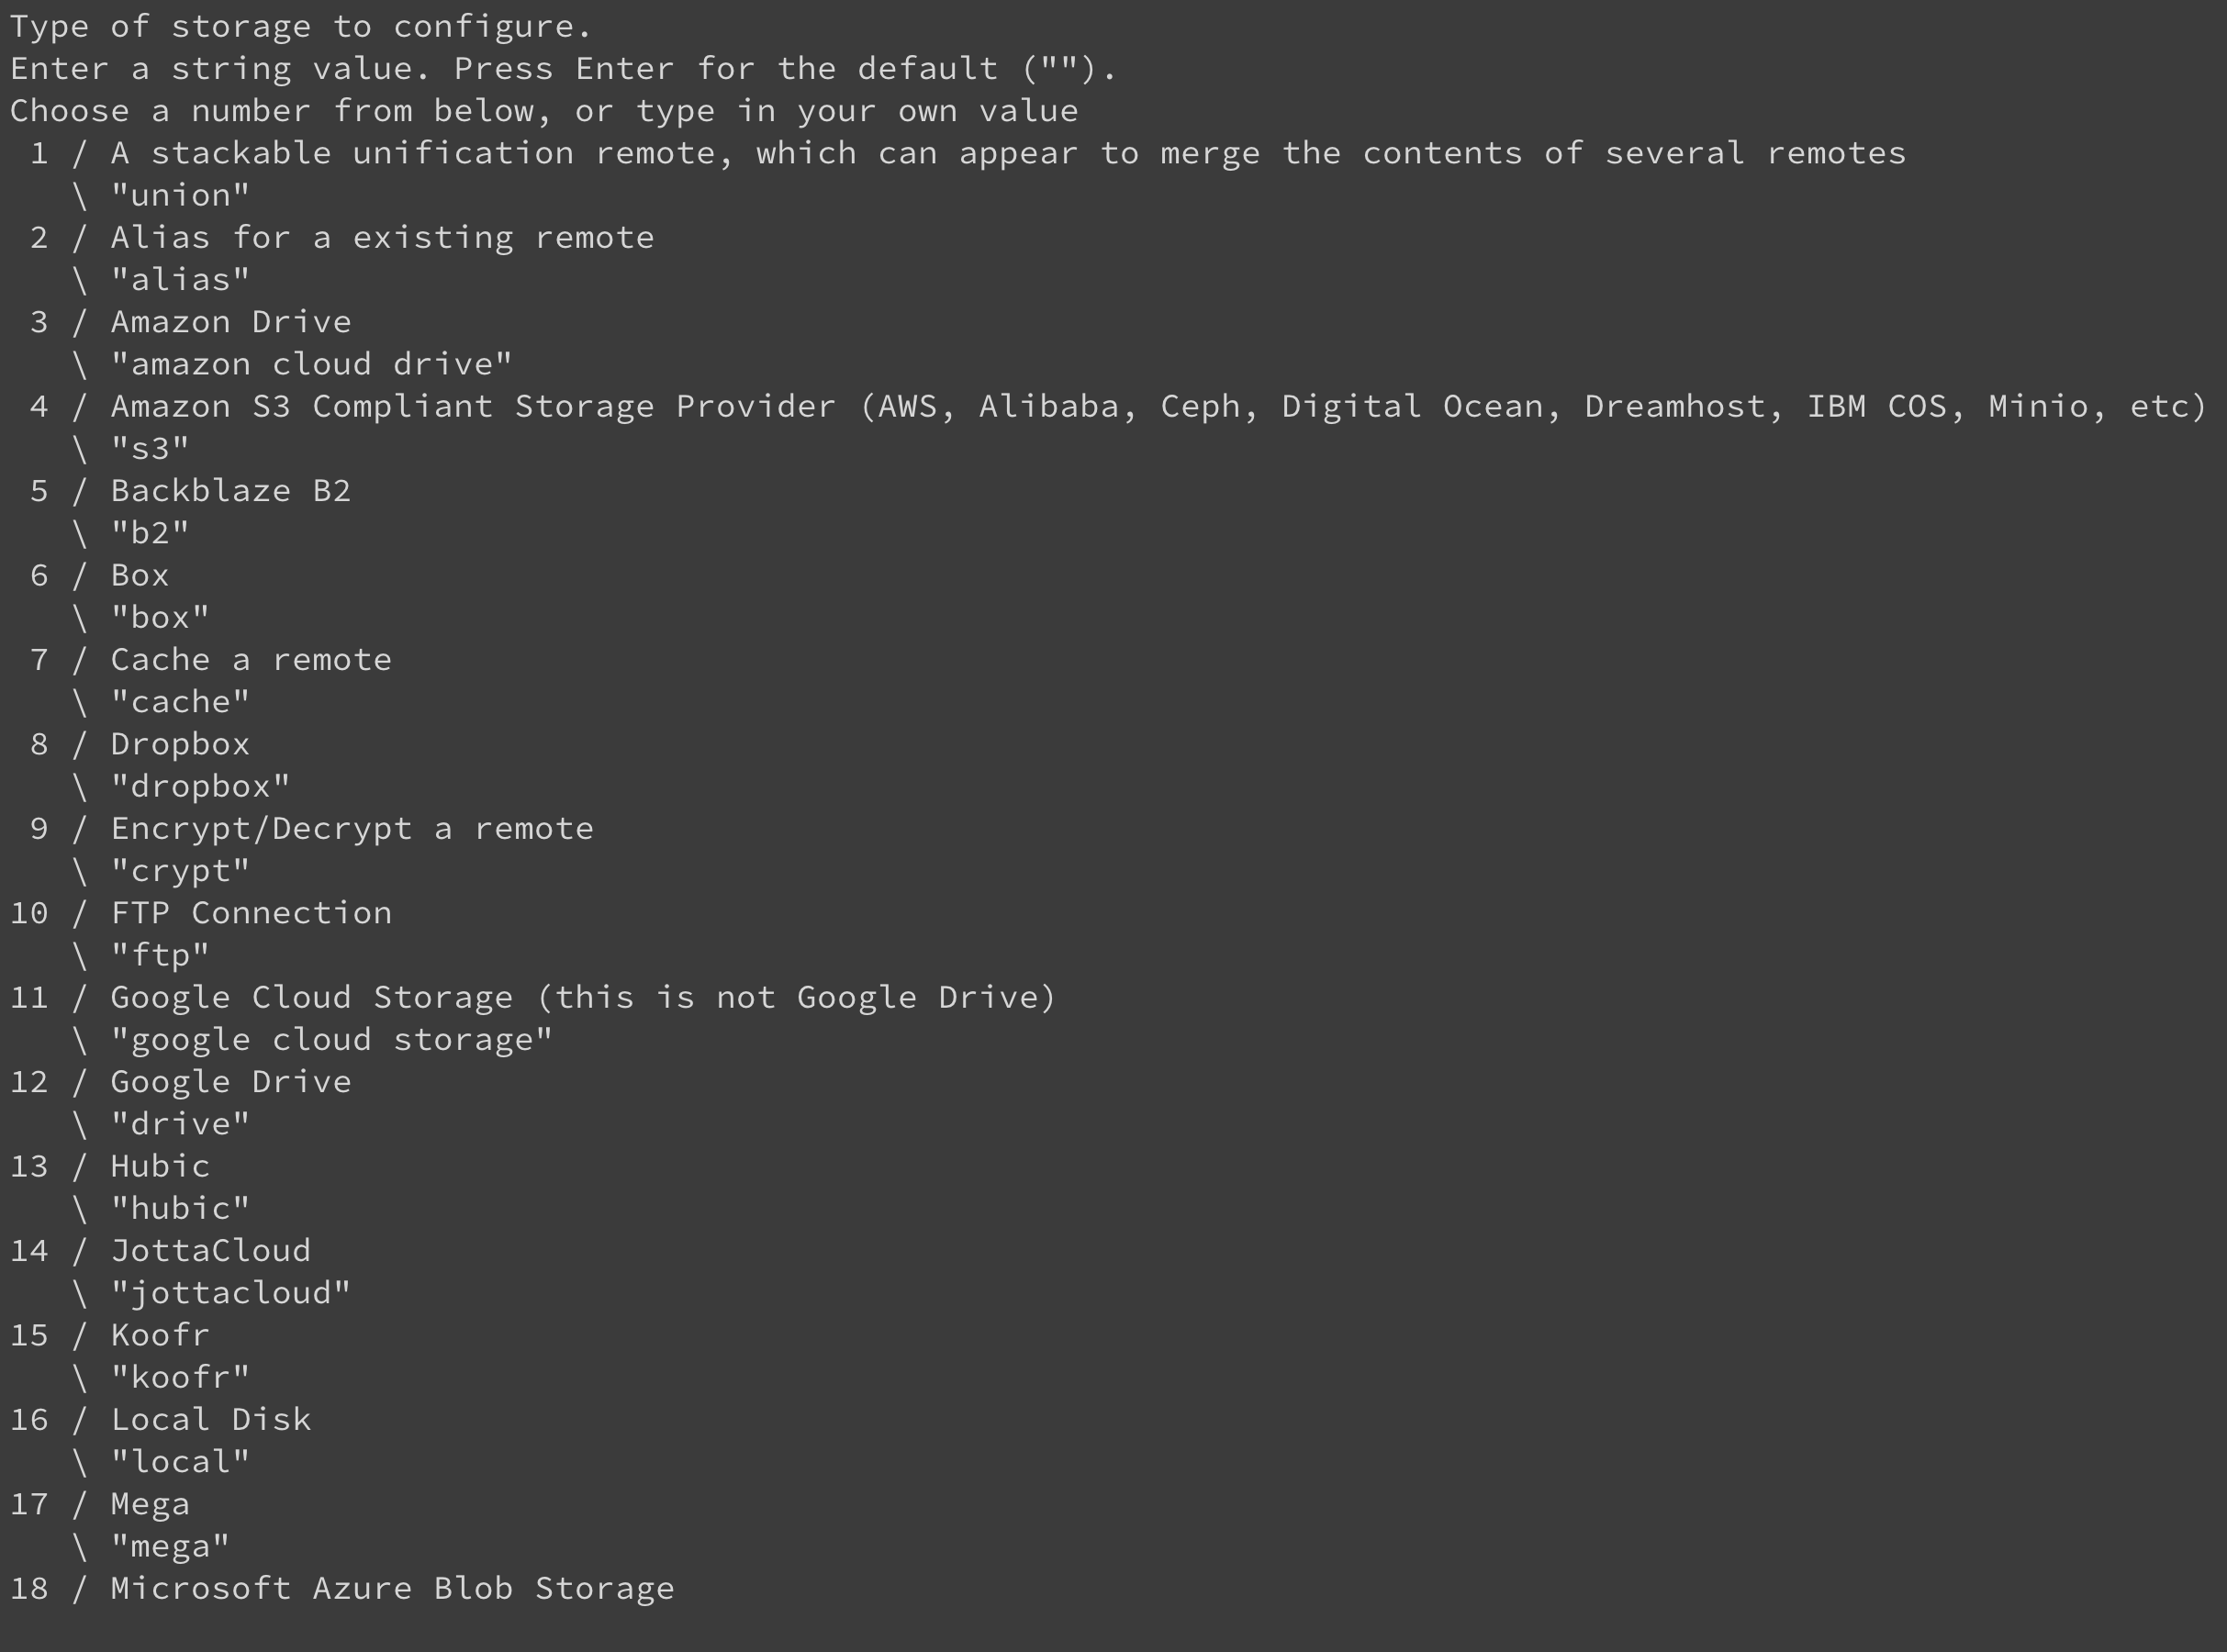 Type of storage to configure.
Enter a string value. Press Enter for the default ("").
Choose a number from below, or type in your own value
 1 / A stackable unification remote, which can appear to merge the contents of several remotes
   \ "union"
 2 / Alias for a existing remote
   \ "alias"
 3 / Amazon Drive
   \ "amazon cloud drive"
 4 / Amazon S3 Compliant Storage Provider (AWS, Alibaba, Ceph, Digital Ocean, Dreamhost, IBM COS, Minio, etc)
   \ "s3"
 5 / Backblaze B2
   \ "b2"
 6 / Box
   \ "box"
 7 / Cache a remote
   \ "cache"
 8 / Dropbox
   \ "dropbox"
 9 / Encrypt/Decrypt a remote
   \ "crypt"
10 / FTP Connection
   \ "ftp"
11 / Google Cloud Storage (this is not Google Drive)
   \ "google cloud storage"
12 / Google Drive
   \ "drive"
13 / Hubic
   \ "hubic"
14 / JottaCloud
   \ "jottacloud"
15 / Koofr
   \ "koofr"
16 / Local Disk
   \ "local"
17 / Mega
   \ "mega"
18 / Microsoft Azure Blob Storage